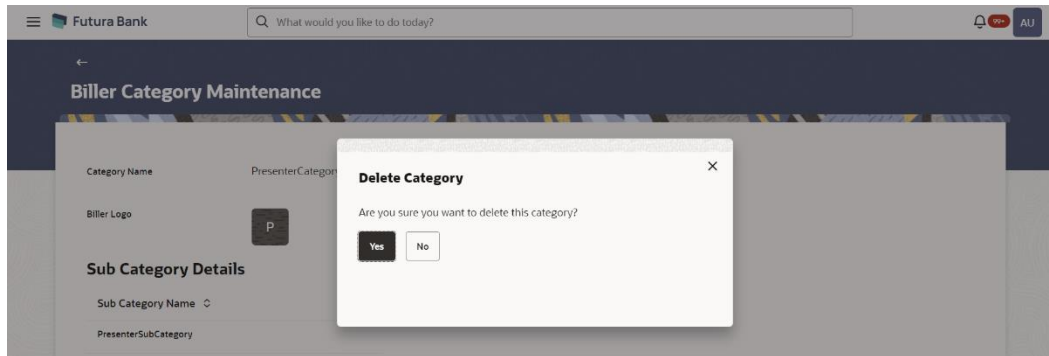 Futura Bank
What would you like to do today?
99+
AU
Biller Category Maintenance
Category Name
PresenterCategor
Delete Category
Biller Logo
P
Are you sure you want to delete this category?
Yes
No
Sub Category Details
Sub Category Name
PresenterSubCategory